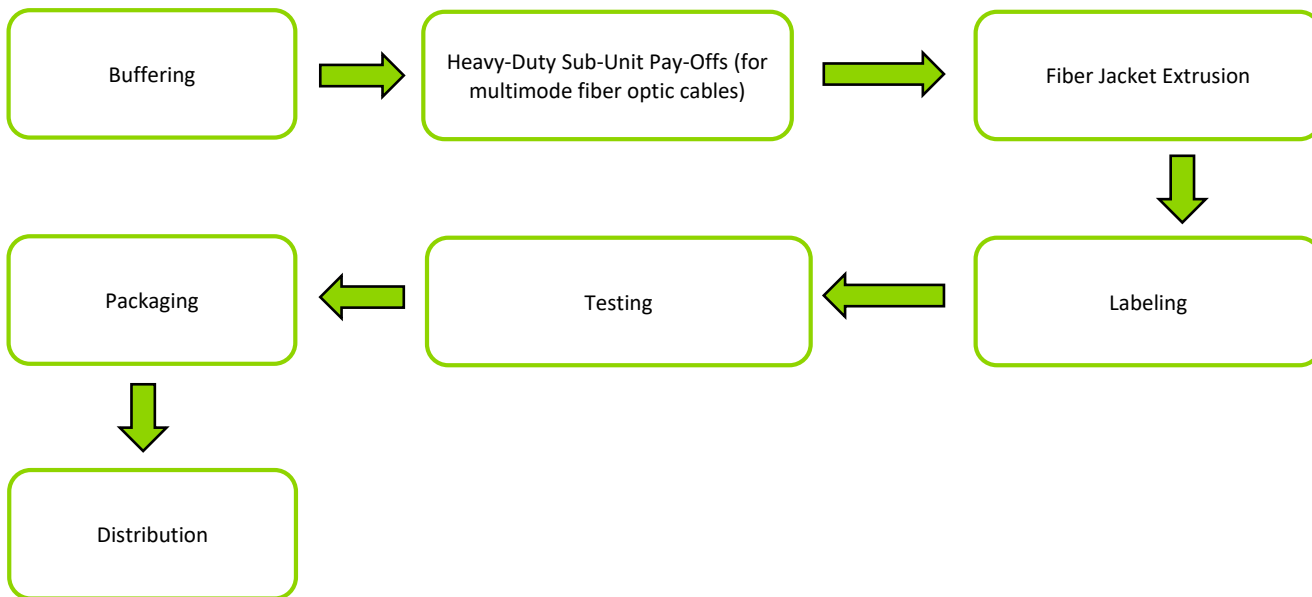 Buffering
Heavy-Duty Sub-Unit Pay-Offs (for
multimode fiber optic cables)
Fiber Jacket Extrusion
Labeling
Testing
Packaging
Distribution